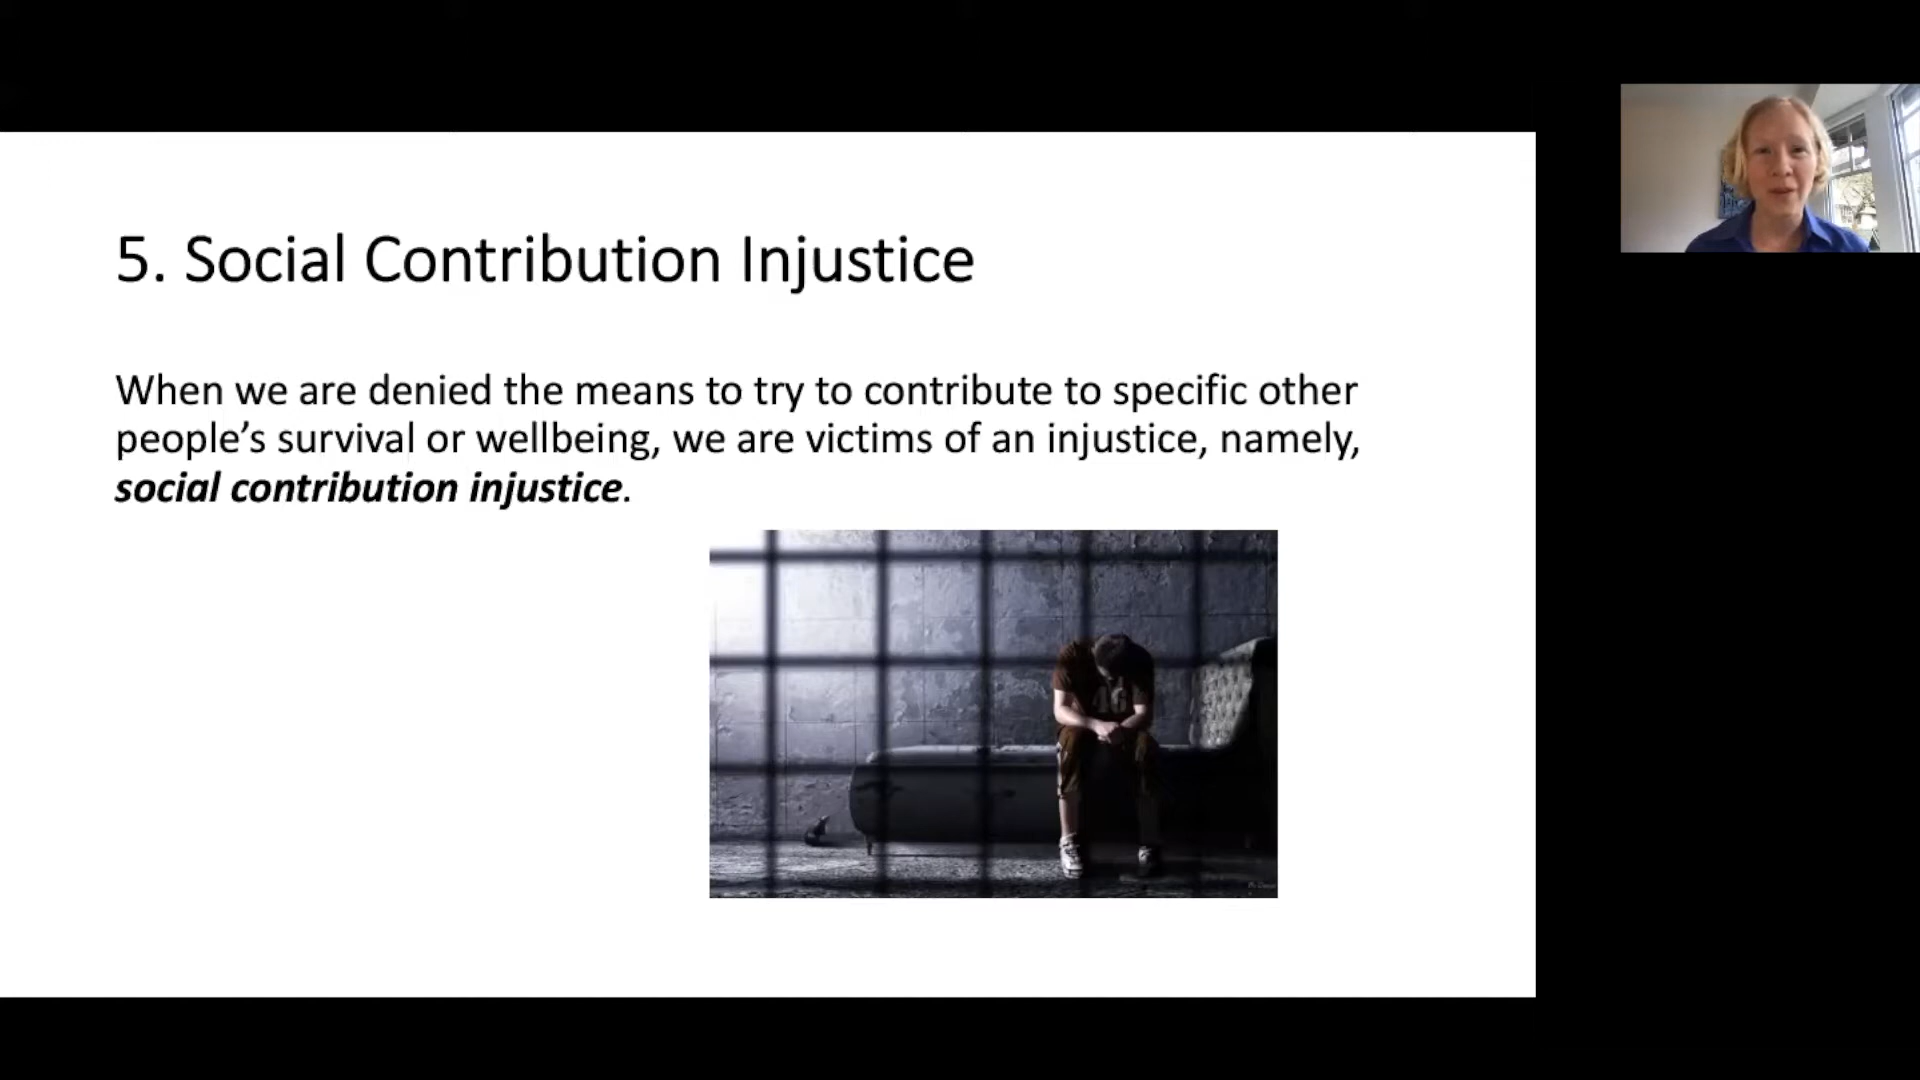 5. Social Contribution Injustice
When we are denied the means to try to contribute to specific other
people’s survival or wellbeing, we are victims of an injustice, namely,
social contribution injustice.
46